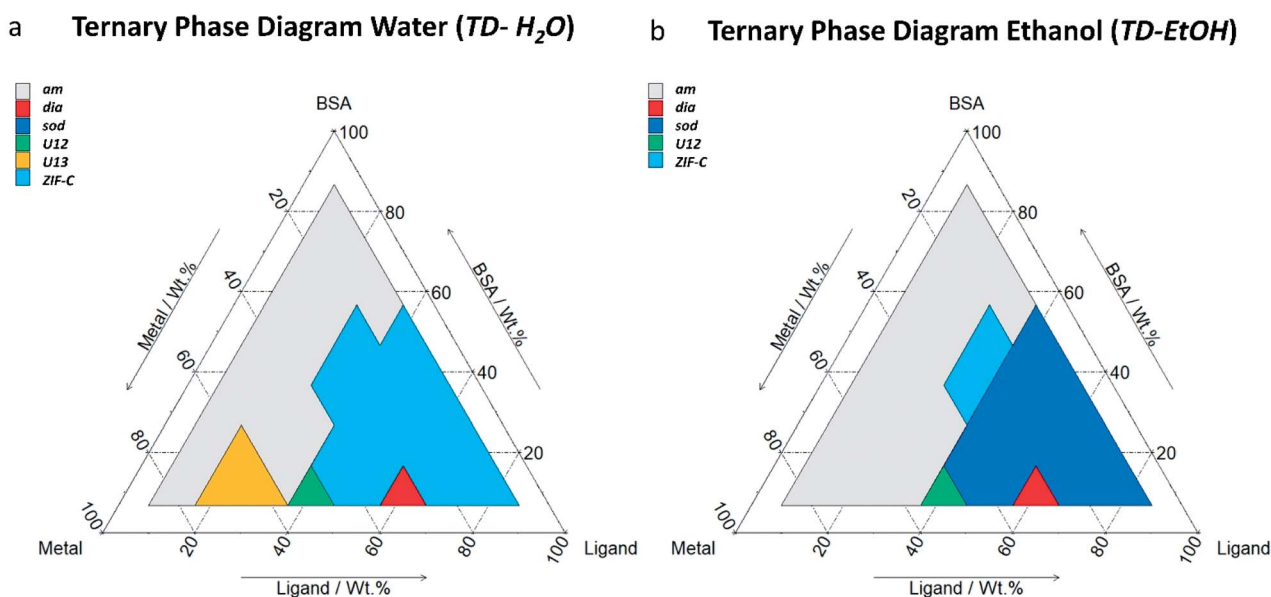 a Ternary Phase Diagram Water (TD- H₂O)
am
dia
sod
U12
U13
ZIF-C
BSA
100
80
60
40
20
BSA / Wt.%
20
40
60
80
100
Metal / Wt.%
Metal
20
40
60
80
100
Ligand
Ligand / Wt.%
b Ternary Phase Diagram Ethanol (TD-EtOH)
am
dia
sod
U12
ZIF-C
BSA
100
80
60
40
20
BSA / Wt.%
20
40
60
80
100
Metal / Wt.%
Metal
20
40
60
80
100
Ligand
Ligand / Wt.%